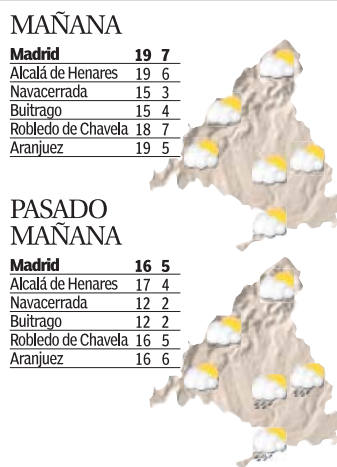 MAÑANA
Madrid 19 7
Alcalá de Henares 19 6
Navacerrada 15 3
Buitrago 15 4
Robledo de Chavela 18 7
Aranjuez 19 5
PASADO
MAÑANA
Madrid 16 5
Alcalá de Henares 17 4
Navacerrada 12 2
Buitrago 12 2
Robledo de Chavela 16 5
Aranjuez 16 6